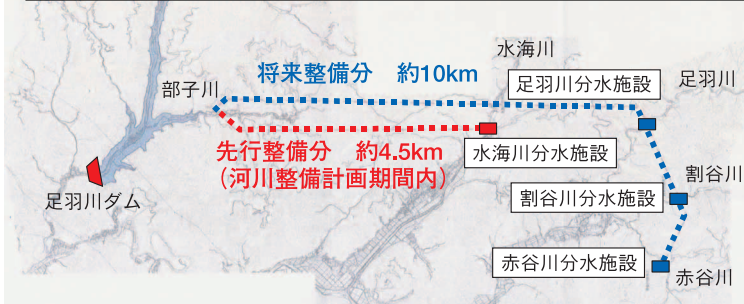 水海川
将来整備分 約10km
足羽川分水施設
足羽川
部子川
先行整備分 約4.5km
(河川整備計画期間内)
水海川分水施設
割谷川
足羽川ダム
割谷川分水施設
赤谷川分水施設
赤谷川